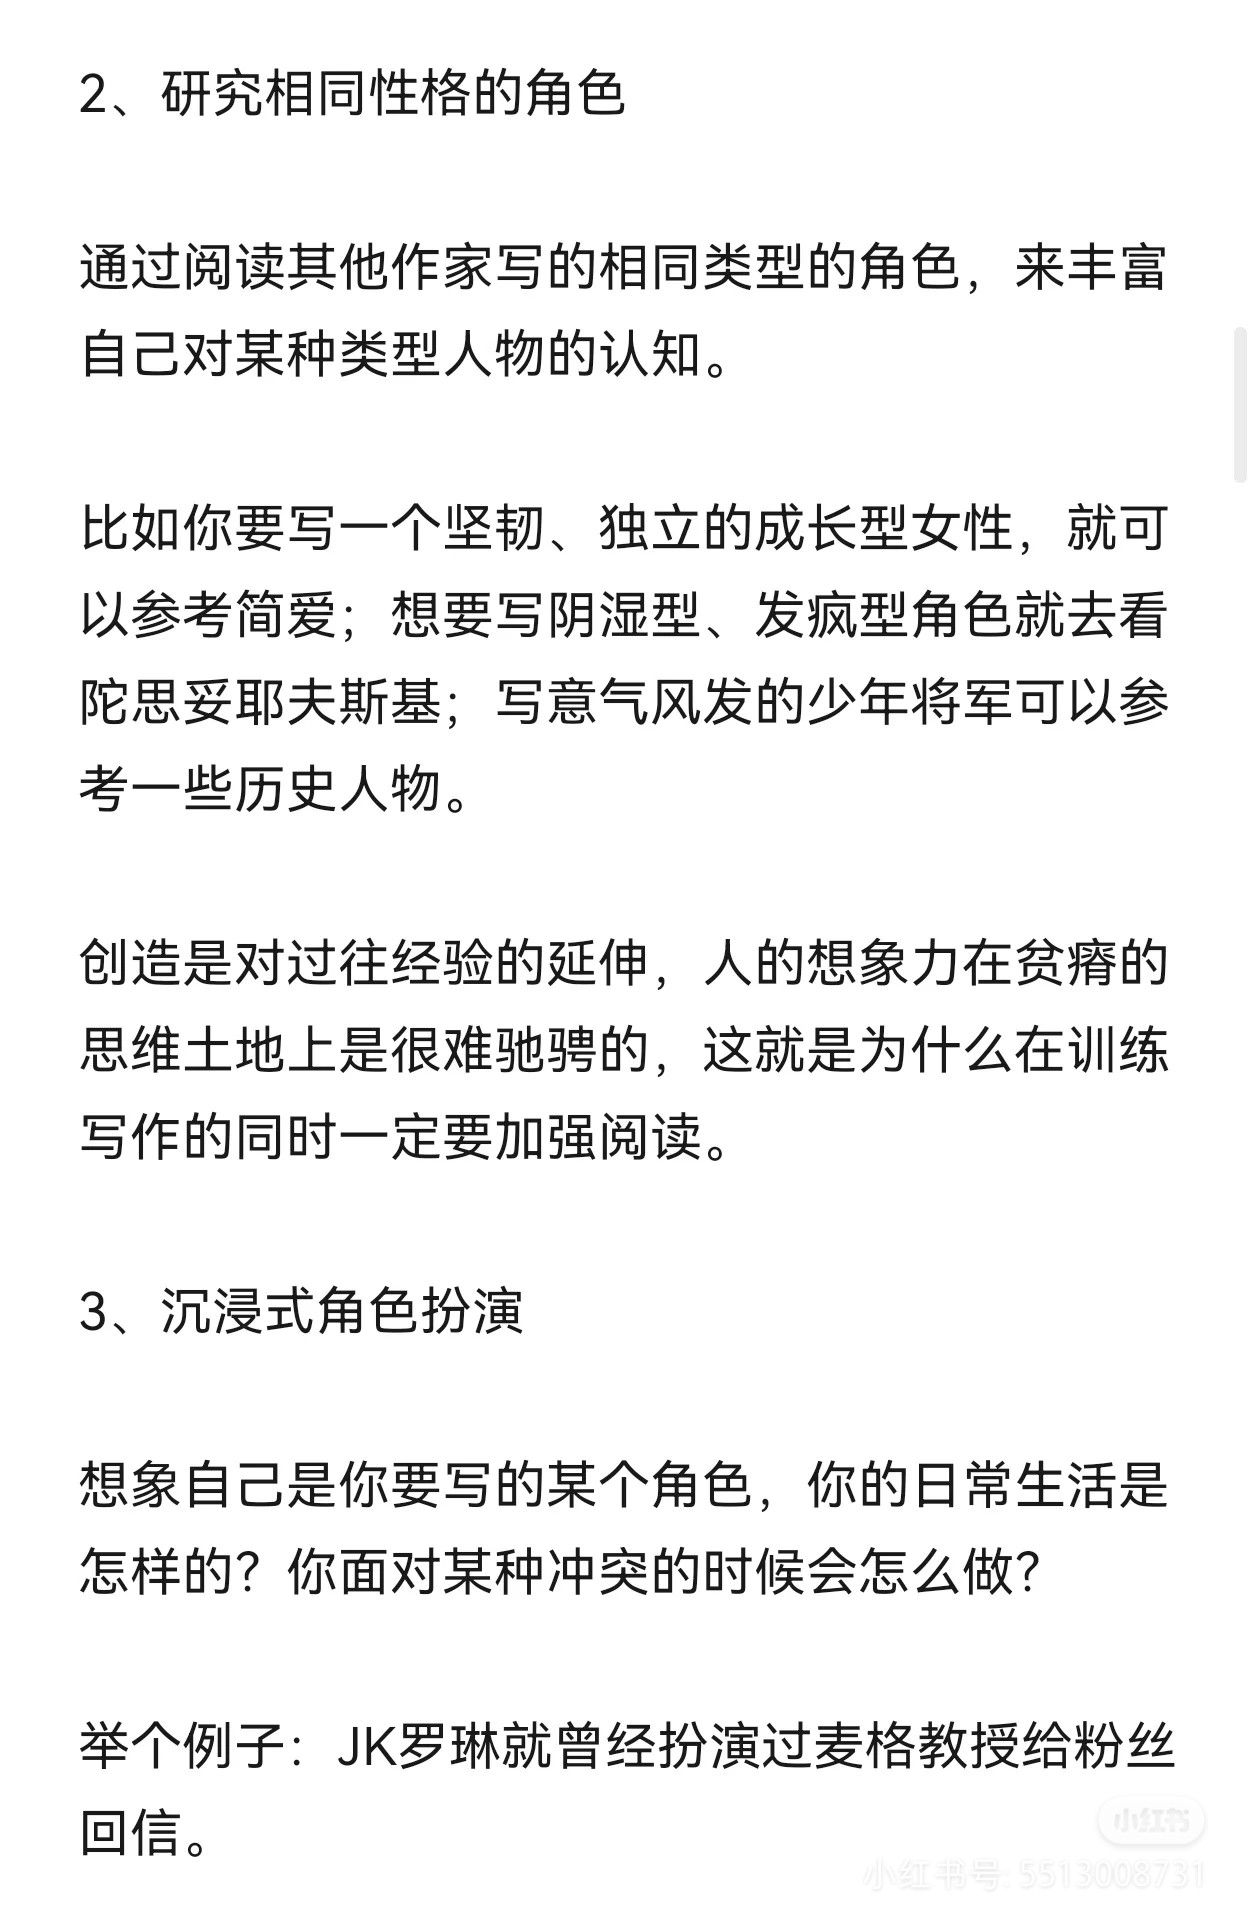 2、研究相同性格的角色
通过阅读其他作家写的相同类型的角色，来丰富
自己对某种类型人物的认知。
比如你要写一个坚韧、独立的成长型女性，就可
以参考简爱；想要写阴湿型、发疯型角色就去看
陀思妥耶夫斯基；写意气风发的少年将军可以参
考一些历史人物。
创造是对过往经验的延伸，人的想象力在贫瘠的
思维土地上是很难驰骋的，这就是为什么在训练
写作的同时一定要加强阅读。
3、沉浸式角色扮演
想象自己是你要写的某个角色，你的日常生活是
怎样的？你面对某种冲突的时候会怎么做？
举个例子：JK罗琳就曾经扮演过麦格教授给粉丝
回信。
小红书
小红书号: 5513008731